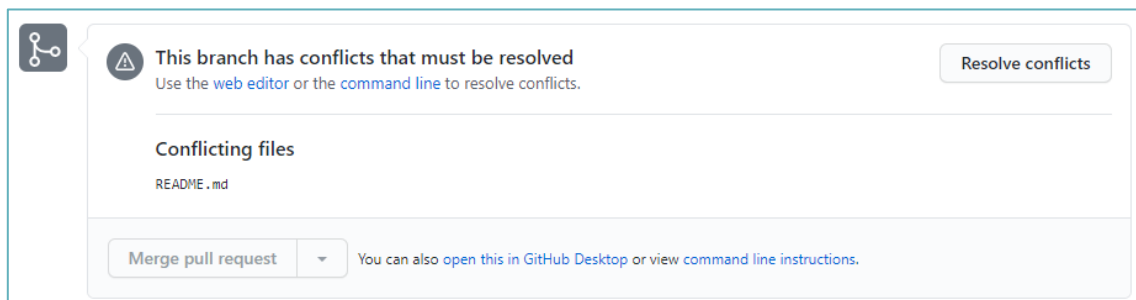 This branch has conflicts that must be resolved
Resolve conflicts
Use the web editor or the command line to resolve conflicts.
Conflicting files
README.md
Merge pull request
You can also open this in GitHub Desktop or view command line instructions.